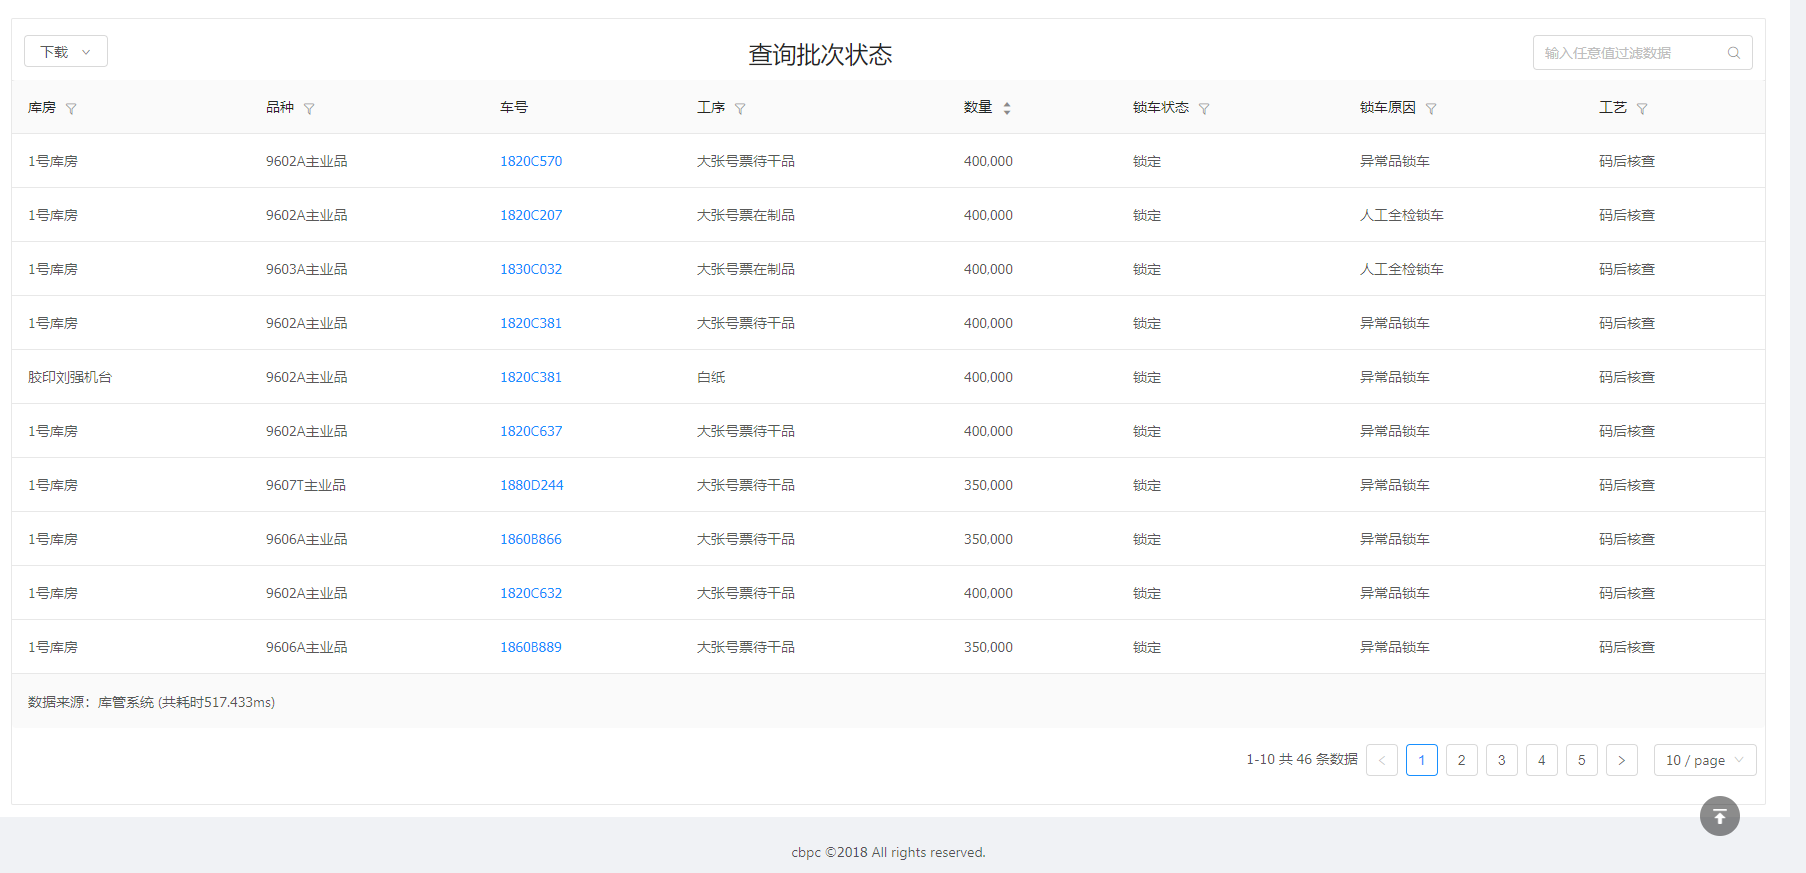 下载
查询批次状态
输入任意值过滤数据
库房 品种 车号 工序 数量 锁车状态 锁车原因 工艺
1号库房 9602A主业品 1820C570 大张号票待干品 400,000 锁定 异常品锁车 码后核查
1号库房 9602A主业品 1820C207 大张号票在制品 400,000 锁定 人工全检锁车 码后核查
1号库房 9603A主业品 1830C032 大张号票在制品 400,000 锁定 人工全检锁车 码后核查
1号库房 9602A主业品 1820C381 大张号票待干品 400,000 锁定 异常品锁车 码后核查
胶印刘强机台 9602A主业品 1820C381 白纸 400,000 锁定 异常品锁车 码后核查
1号库房 9602A主业品 1820C637 大张号票待干品 400,000 锁定 异常品锁车 码后核查
1号库房 9607T主业品 1880D244 大张号票待干品 350,000 锁定 异常品锁车 码后核查
1号库房 9606A主业品 1860B866 大张号票待干品 350,000 锁定 异常品锁车 码后核查
1号库房 9602A主业品 1820C632 大张号票待干品 400,000 锁定 异常品锁车 码后核查
1号库房 9606A主业品 1860B889 大张号票待干品 350,000 锁定 异常品锁车 码后核查
数据来源：库管系统 (共耗时517.433ms)
1-10 共 46 条数据 < 1 2 3 4 5 > 10 / page
cbpc ©2018 All rights reserved.